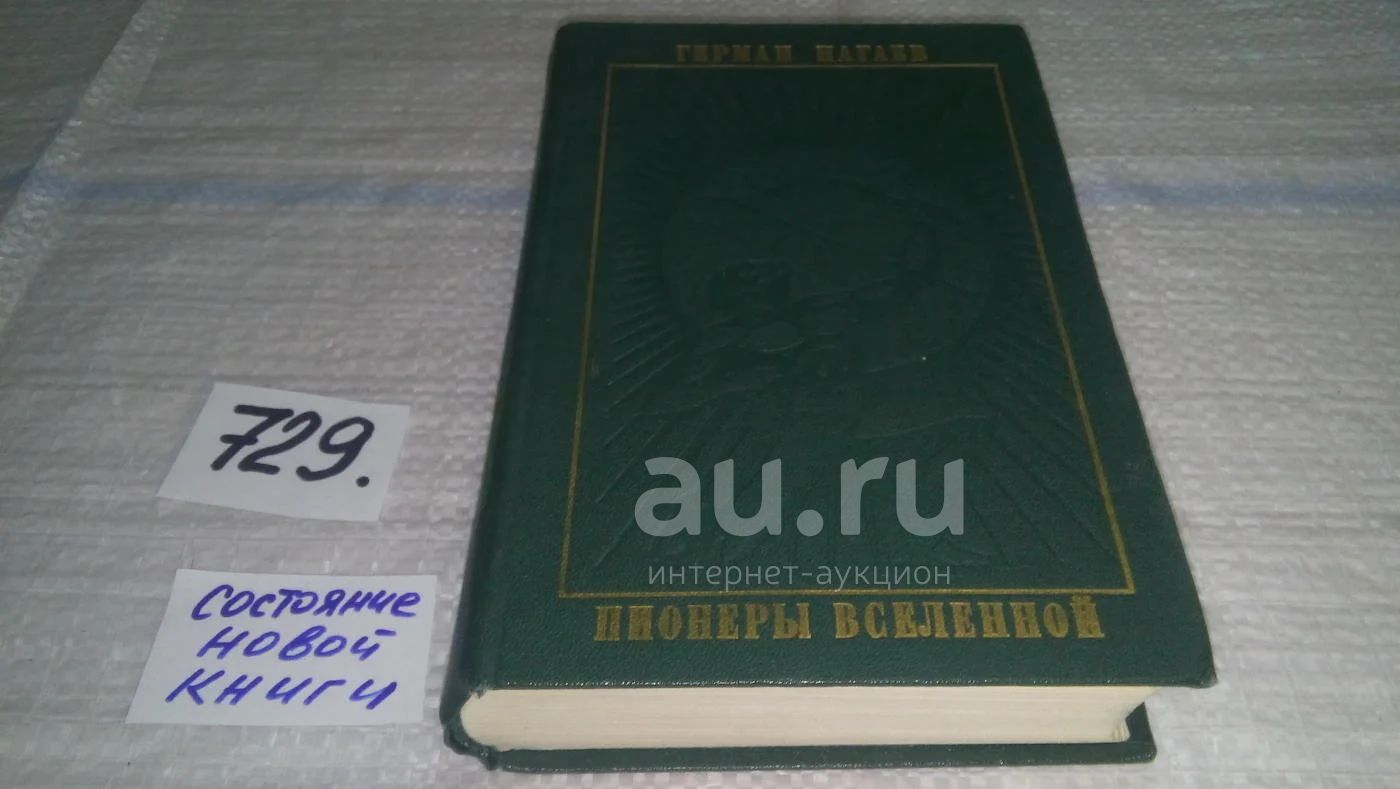 ГЕРМАН НАГАЕВ
729.
au.ru
интернет-аукцион
состояние
новой
книги
ПИОНЕРЫ ВСЕЛЕННОЙ